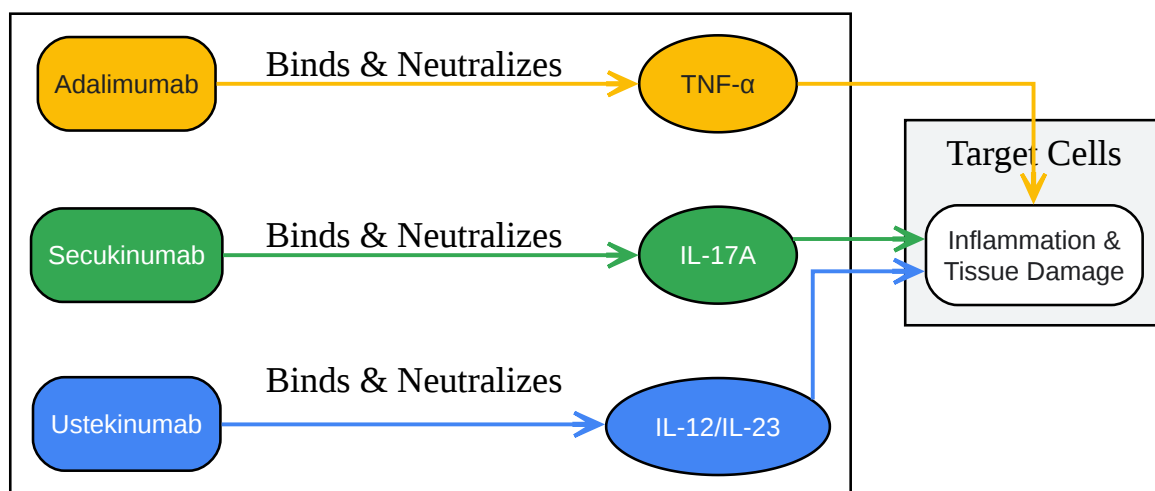 Adalimumab
Binds & Neutralizes
TNF-α
Target Cells
Secukinumab
Binds & Neutralizes
IL-17A
Inflammation &
Tissue Damage
Ustekinumab
Binds & Neutralizes
IL-12/IL-23